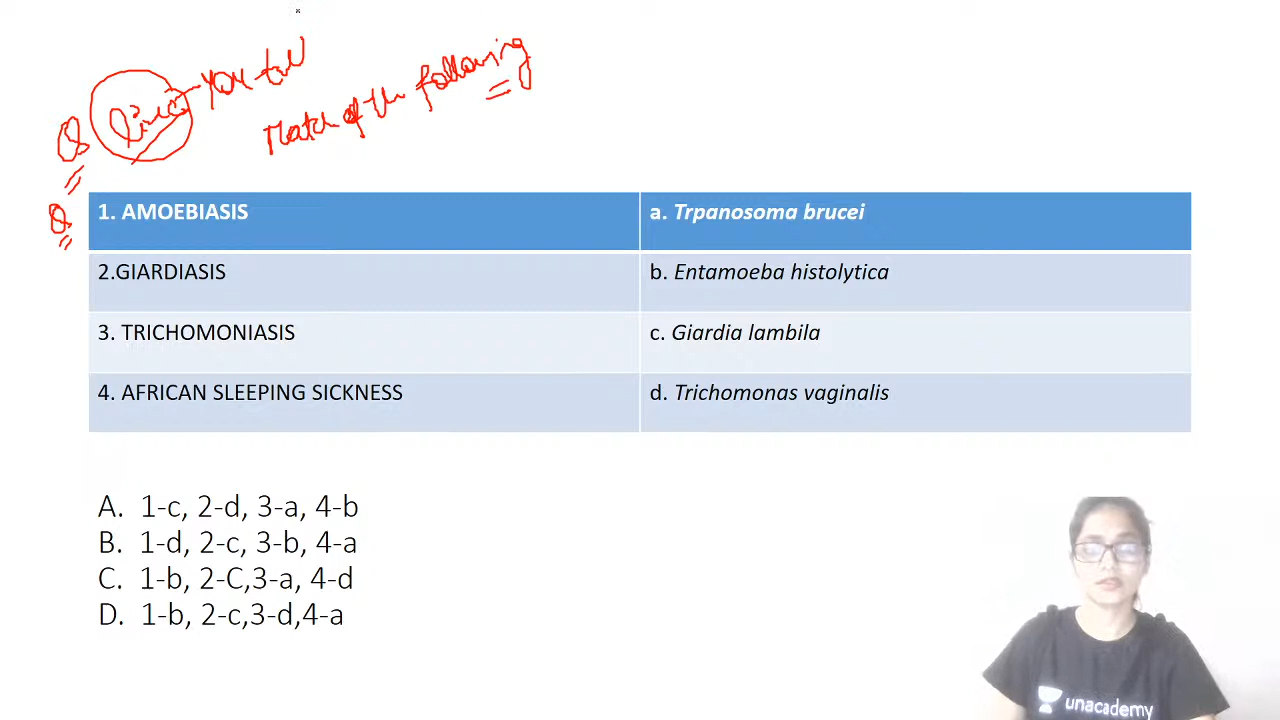 Q
Match of the following
Q
1. AMOEBIASIS a. Trpanosoma brucei
2.GIARDIASIS b. Entamoeba histolytica
3. TRICHOMONIASIS c. Giardia lambila
4. AFRICAN SLEEPING SICKNESS d. Trichomonas vaginalis
A. 1-c, 2-d, 3-a, 4-b
B. 1-d, 2-c, 3-b, 4-a
C. 1-b, 2-C,3-a, 4-d
D. 1-b, 2-c,3-d,4-a
unacademy